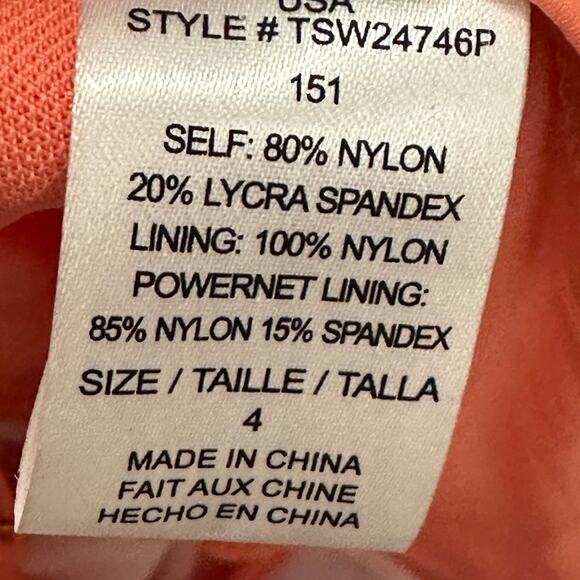 USA
STYLE # TSW24746P
151
SELF: 80% NYLON
20% LYCRA SPANDEX
LINING: 100% NYLON
POWERNET LINING:
85% NYLON 15% SPANDEX
SIZE / TAILLE / TALLA
4
MADE IN CHINA
FAIT AUX CHINE
HECHO EN CHINA